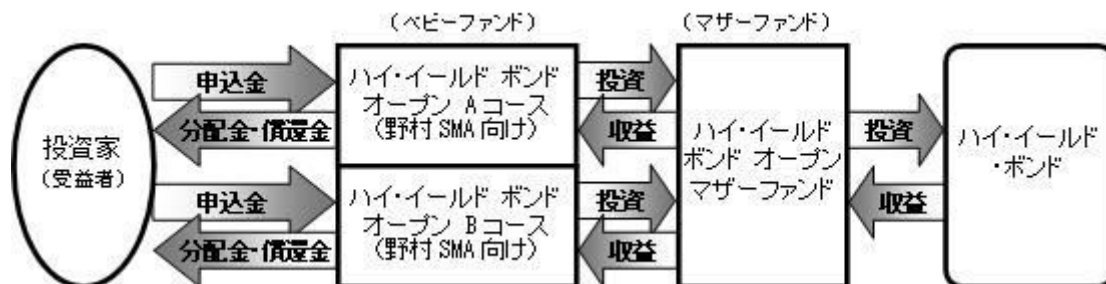 (ベビーファンド)
(マザーファンド)
投資家
(受益者)
申込金
分配金・償還金
申込金
分配金・償還金
ハイ・イールド ボンド
オープン Aコース
(野村SMA向け)
ハイ・イールド ボンド
オープン Bコース
(野村SMA向け)
投資
収益
投資
収益
ハイ・イールド
ボンド オープン
マザーファンド
投資
収益
ハイ・イールド
・ボンド